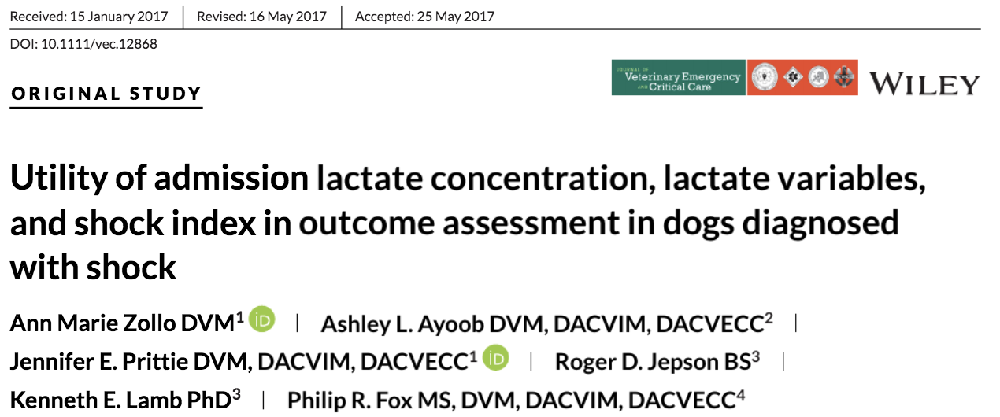 Received: 15 January 2017 | Revised: 16 May 2017 | Accepted: 25 May 2017
DOI: 10.1111/vec.12868
JOURNAL OF
Veterinary Emergency
AND Critical Care
WILEY
ORIGINAL STUDY
Utility of admission lactate concentration, lactate variables,
and shock index in outcome assessment in dogs diagnosed
with shock
Ann Marie Zollo DVM¹ iD | Ashley L. Ayoob DVM, DACVIM, DACVECC² |
Jennifer E. Prittie DVM, DACVIM, DACVECC¹ iD | Roger D. Jepson BS³ |
Kenneth E. Lamb PhD³ | Philip R. Fox MS, DVM, DACVIM, DACVECC⁴